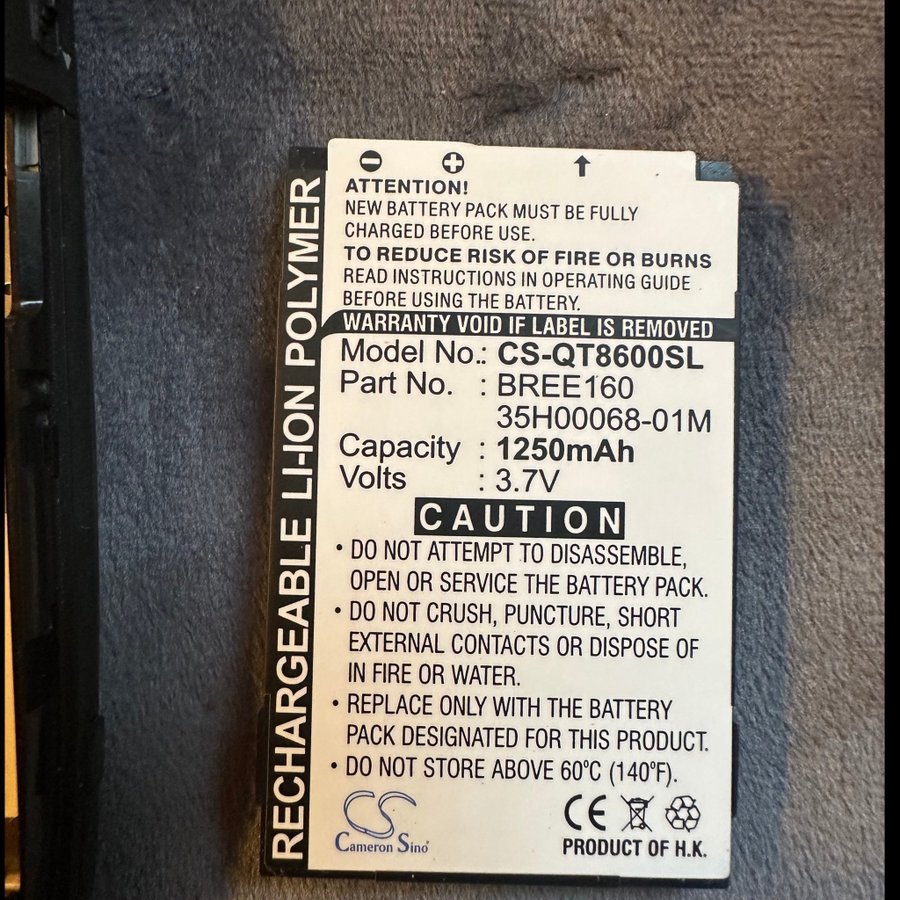 RECHARGEABLE LI-ION POLYMER
- + ↑
ATTENTION!
NEW BATTERY PACK MUST BE FULLY
CHARGED BEFORE USE.
TO REDUCE RISK OF FIRE OR BURNS
READ INSTRUCTIONS IN OPERATING GUIDE
BEFORE USING THE BATTERY.
WARRANTY VOID IF LABEL IS REMOVED
Model No.: CS-QT8600SL
Part No. : BREE160
35H00068-01M
Capacity : 1250mAh
Volts : 3.7V
CAUTION
• DO NOT ATTEMPT TO DISASSEMBLE,
OPEN OR SERVICE THE BATTERY PACK.
• DO NOT CRUSH, PUNCTURE, SHORT
EXTERNAL CONTACTS OR DISPOSE OF
IN FIRE OR WATER.
• REPLACE ONLY WITH THE BATTERY
PACK DESIGNATED FOR THIS PRODUCT.
• DO NOT STORE ABOVE 60°C (140°F).
CS
Cameron Sino
CE
PRODUCT OF H.K.